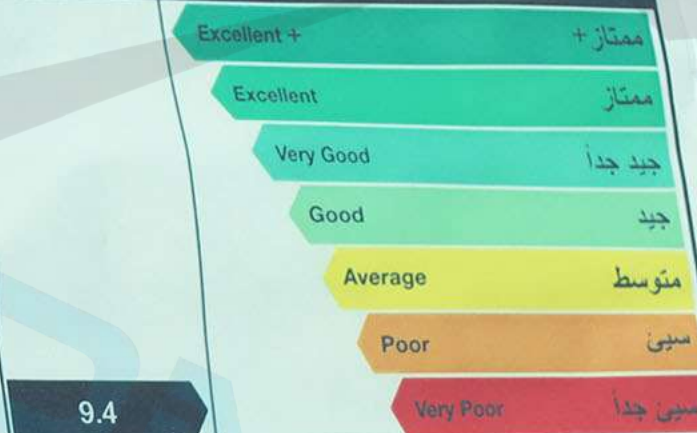 Excellent + ممتاز +
Excellent ممتاز
Very Good جيد جداً
Good جيد
Average متوسط
Poor سيئ
9.4 Very Poor سيئ جداً